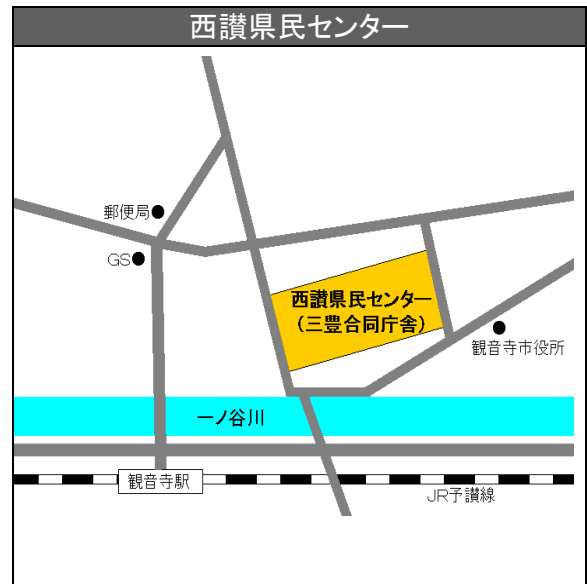 西讃県民センター
郵便局
GS
西讃県民センター
（三豊合同庁舎）
観音寺市役所
一ノ谷川
観音寺駅
JR予讃線